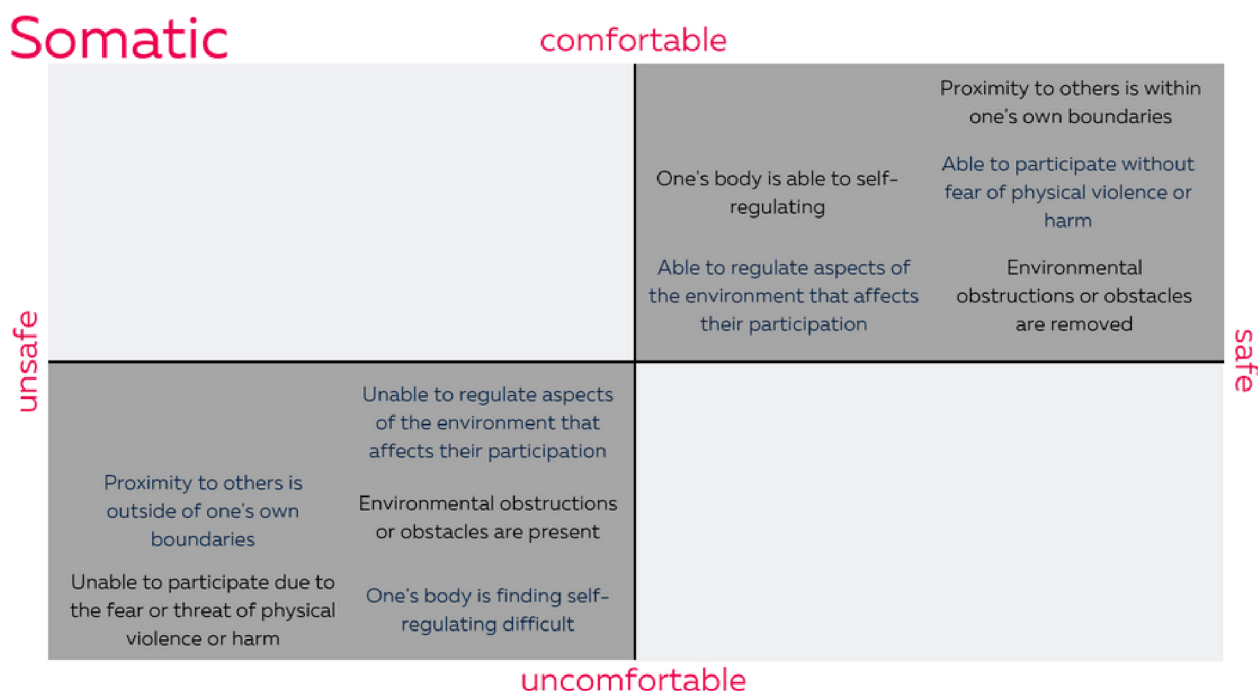 Somatic
comfortable
Proximity to others is within
one's own boundaries
One's body is able to self-
regulating
Able to participate without
fear of physical violence or
harm
Able to regulate aspects of
the environment that affects
their participation
Environmental
obstructions or obstacles
are removed
unsafe
safe
Unable to regulate aspects
of the environment that
affects their participation
Proximity to others is
outside of one's own
boundaries
Environmental obstructions
or obstacles are present
Unable to participate due to
the fear or threat of physical
violence or harm
One's body is finding self-
regulating difficult
uncomfortable